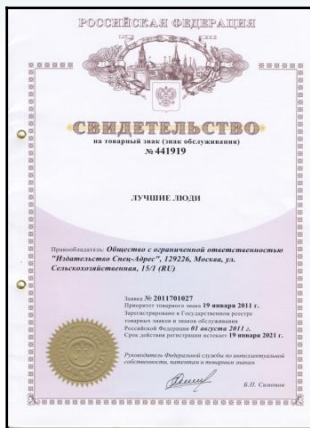 РОССИЙСКАЯ ФЕДЕРАЦИЯ
СВИДЕТЕЛЬСТВО
на товарный знак (знак обслуживания)
№ 441919
ЛУЧШИЕ ЛЮДИ
Правообладатель: Общество с ограниченной ответственностью
"Издательство Спец-Адрес", 129226, Москва, ул.
Сельскохозяйственная, 15/1 (RU)
Заявка № 2011701027
Приоритет товарного знака 19 января 2011 г.
Зарегистрировано в Государственном реестре
товарных знаков и знаков обслуживания
Российской Федерации 01 августа 2011 г.
Срок действия регистрации истекает 19 января 2021 г.
Руководитель Федеральной службы по интеллектуальной
собственности, патентам и товарным знакам
Б.П. Симонов